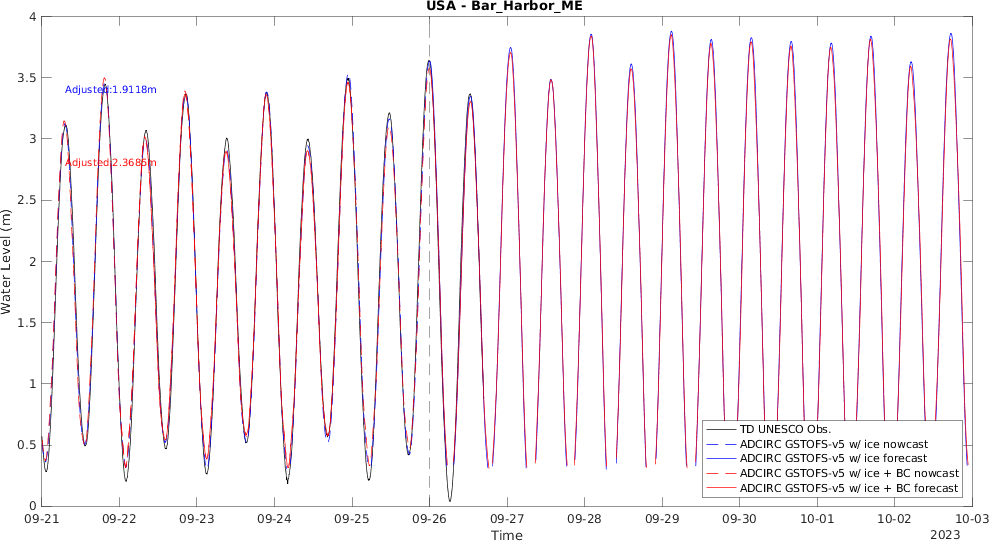 USA - Bar_Harbor_ME
4
3.5
3
2.5
2
1.5
1
0.5
0
Water Level (m)
Adjusted:1.9118m
Adjusted:2.3685m
TD UNESCO Obs.
ADCIRC GSTOFS-v5 w/ ice nowcast
ADCIRC GSTOFS-v5 w/ ice forecast
ADCIRC GSTOFS-v5 w/ ice + BC nowcast
ADCIRC GSTOFS-v5 w/ ice + BC forecast
09-21 09-22 09-23 09-24 09-25 09-26 09-27 09-28 09-29 09-30 10-01 10-02 10-03
Time
2023